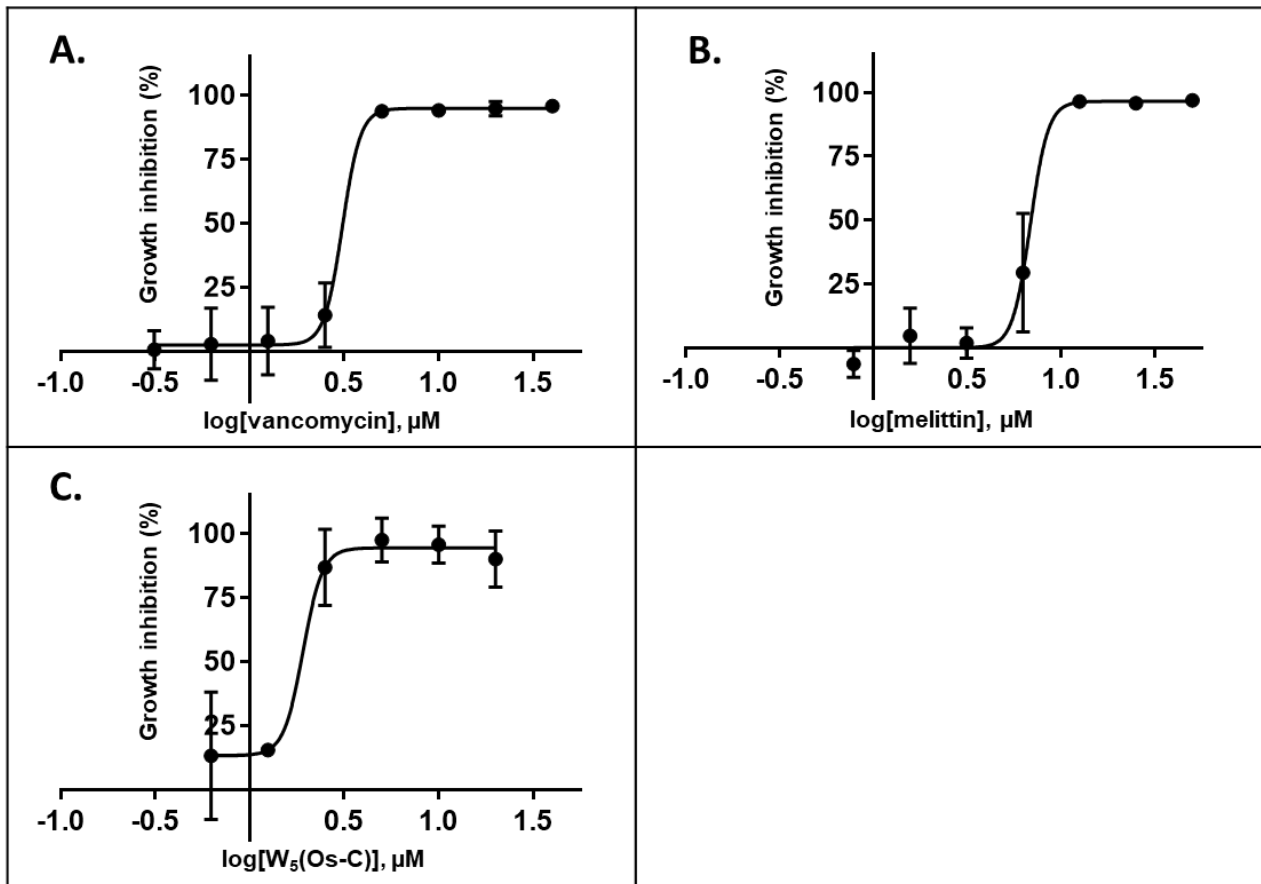 A.
Growth inhibition (%)
100
75
50
25
-1.0 -0.5 0.5 1.0 1.5
log[vancomycin], µM
B.
Growth inhibition (%)
100
75
50
25
-1.0 -0.5 0.5 1.0 1.5
log[melittin], µM
C.
Growth inhibition (%)
100
75
50
25
-1.0 -0.5 0.5 1.0 1.5
log[W₅(Os-C)], µM